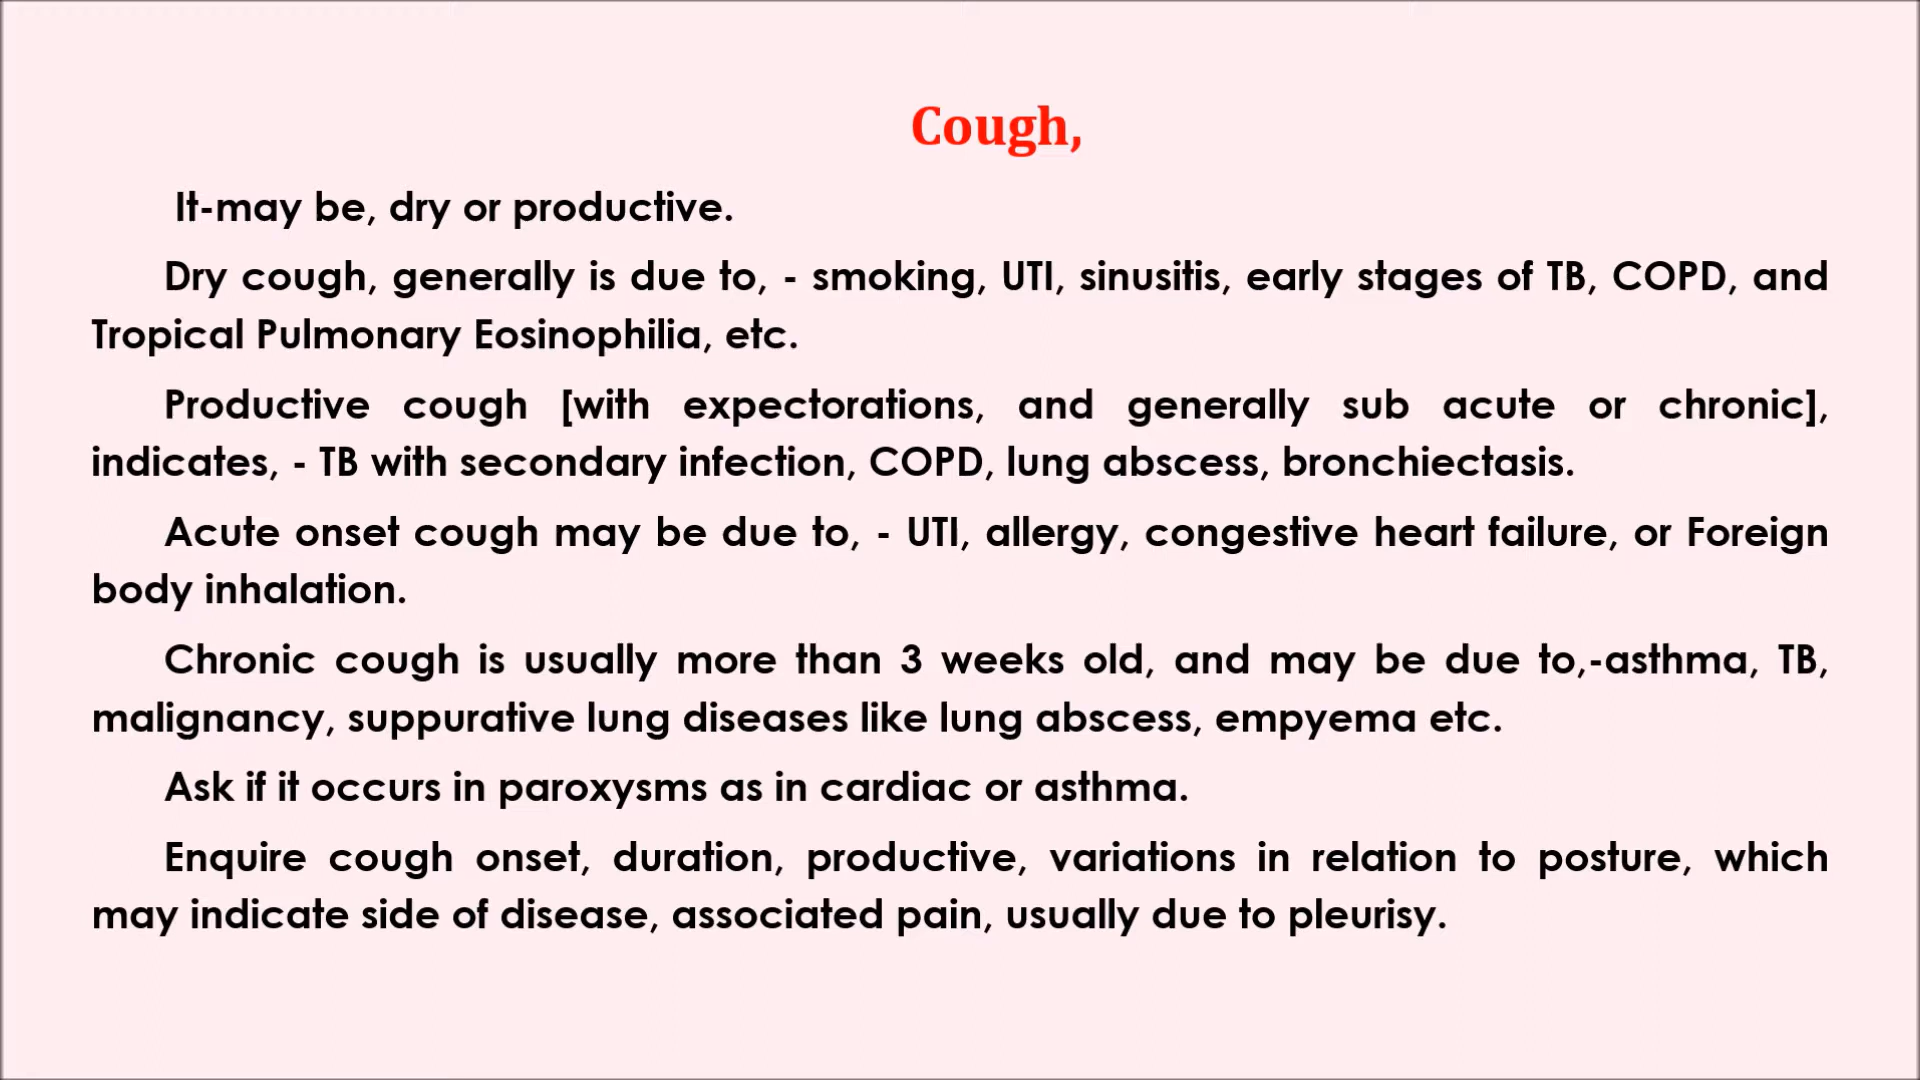 Cough,
It-may be, dry or productive.
Dry cough, generally is due to, - smoking, UTI, sinusitis, early stages of TB, COPD, and
Tropical Pulmonary Eosinophilia, etc.
Productive cough [with expectorations, and generally sub acute or chronic],
indicates, - TB with secondary infection, COPD, lung abscess, bronchiectasis.
Acute onset cough may be due to, - UTI, allergy, congestive heart failure, or Foreign
body inhalation.
Chronic cough is usually more than 3 weeks old, and may be due to,-asthma, TB,
malignancy, suppurative lung diseases like lung abscess, empyema etc.
Ask if it occurs in paroxysms as in cardiac or asthma.
Enquire cough onset, duration, productive, variations in relation to posture, which
may indicate side of disease, associated pain, usually due to pleurisy.